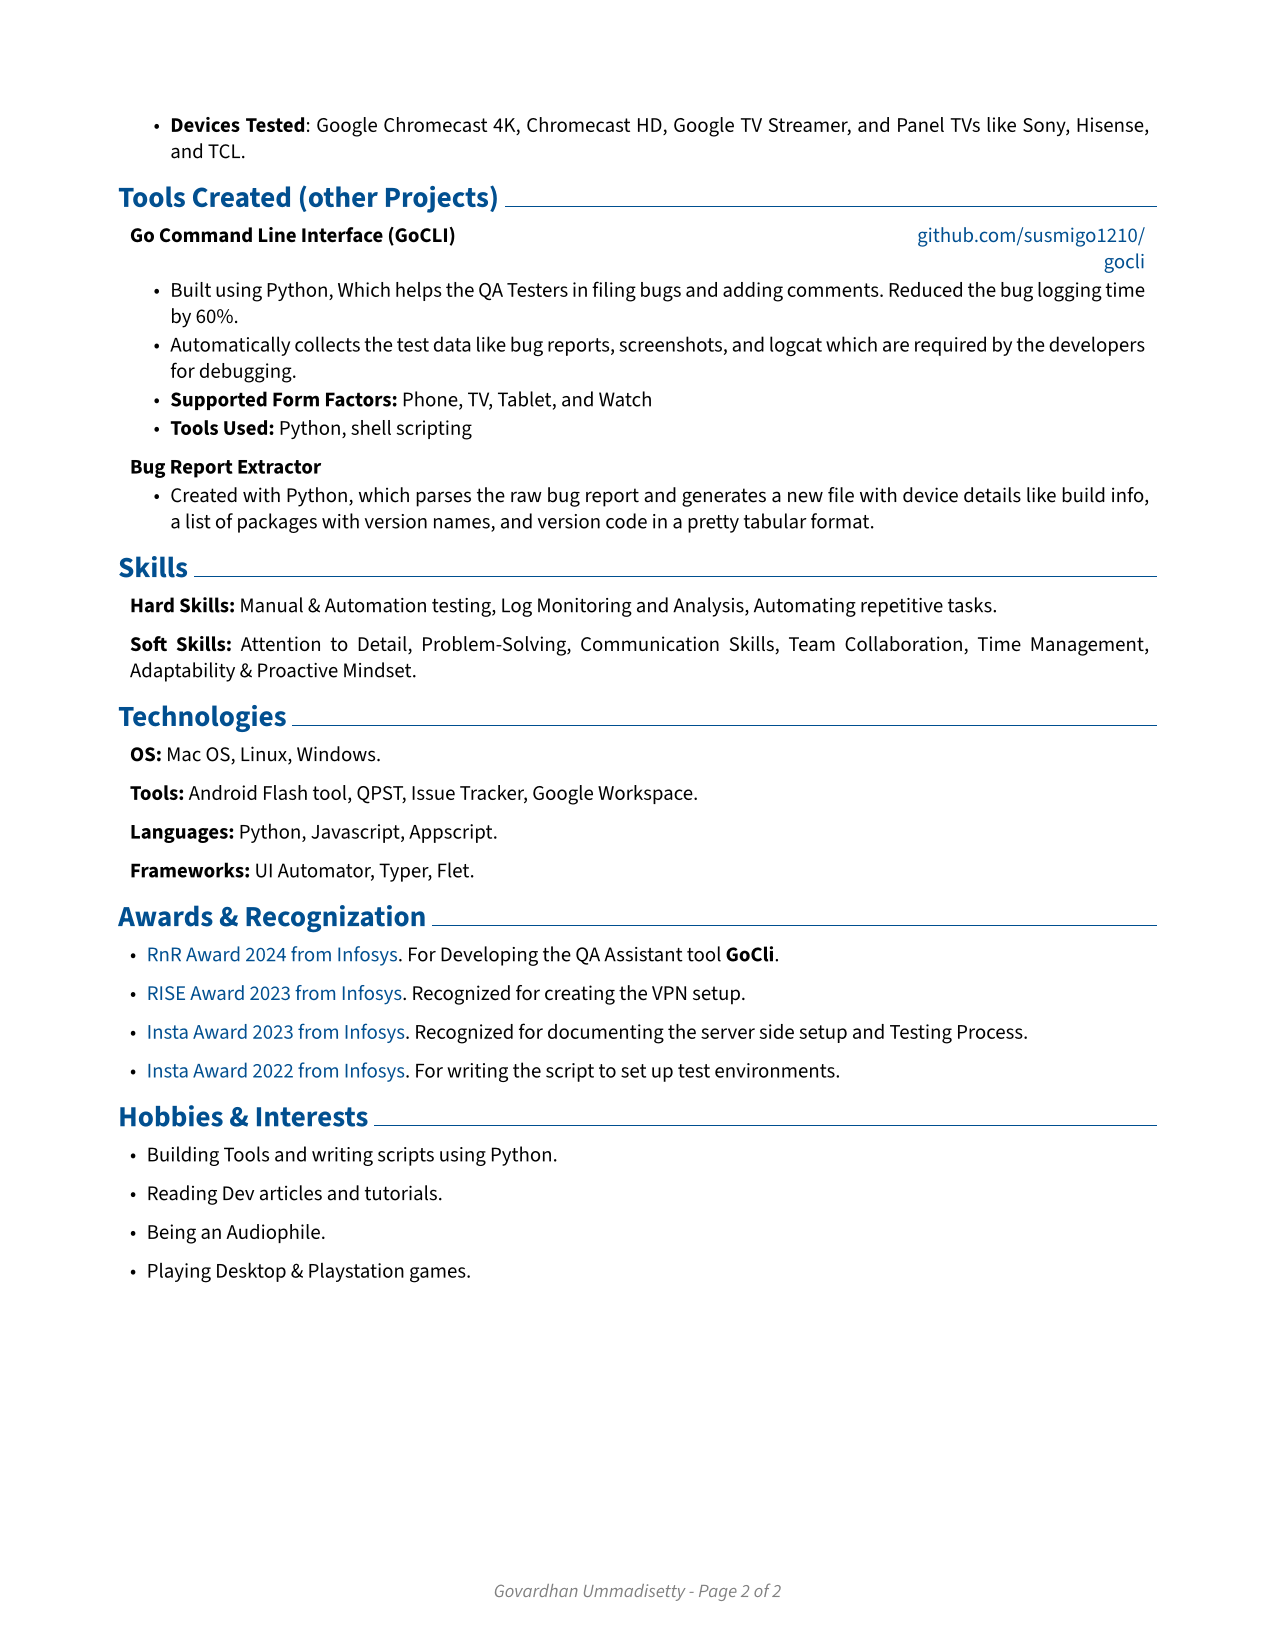 • Devices Tested: Google Chromecast 4K, Chromecast HD, Google TV Streamer, and Panel TVs like Sony, Hisense,
and TCL.
Tools Created (other Projects)
Go Command Line Interface (GoCLI)
github.com/susmigo1210/
gocli
• Built using Python, Which helps the QA Testers in filing bugs and adding comments. Reduced the bug logging time
by 60%.
• Automatically collects the test data like bug reports, screenshots, and logcat which are required by the developers
for debugging.
• Supported Form Factors: Phone, TV, Tablet, and Watch
• Tools Used: Python, shell scripting
Bug Report Extractor
• Created with Python, which parses the raw bug report and generates a new file with device details like build info,
a list of packages with version names, and version code in a pretty tabular format.
Skills
Hard Skills: Manual & Automation testing, Log Monitoring and Analysis, Automating repetitive tasks.
Soft Skills: Attention to Detail, Problem-Solving, Communication Skills, Team Collaboration, Time Management,
Adaptability & Proactive Mindset.
Technologies
OS: Mac OS, Linux, Windows.
Tools: Android Flash tool, QPST, Issue Tracker, Google Workspace.
Languages: Python, Javascript, Appscript.
Frameworks: UI Automator, Typer, Flet.
Awards & Recognization
• RnR Award 2024 from Infosys. For Developing the QA Assistant tool GoCli.
• RISE Award 2023 from Infosys. Recognized for creating the VPN setup.
• Insta Award 2023 from Infosys. Recognized for documenting the server side setup and Testing Process.
• Insta Award 2022 from Infosys. For writing the script to set up test environments.
Hobbies & Interests
• Building Tools and writing scripts using Python.
• Reading Dev articles and tutorials.
• Being an Audiophile.
• Playing Desktop & Playstation games.
Govardhan Ummadisetty - Page 2 of 2